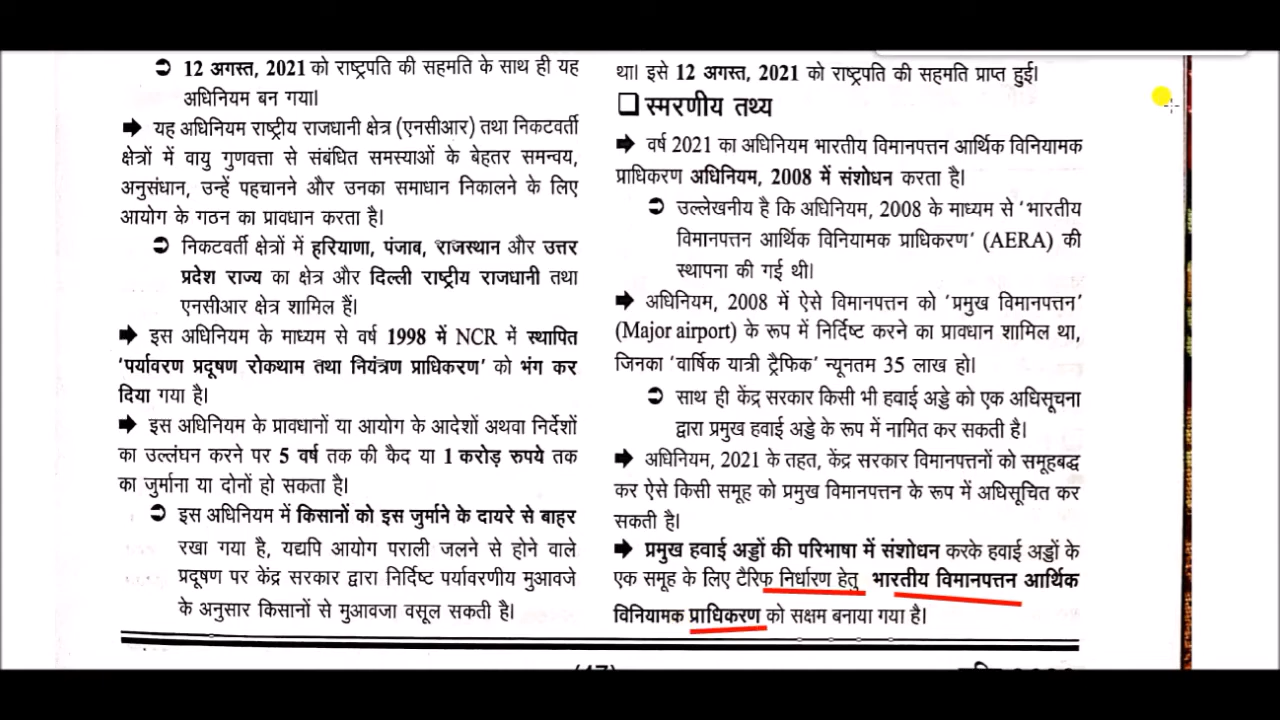 ➲ 12 अगस्त, 2021 को राष्ट्रपति की सहमति के साथ ही यह
अधिनियम बन गया।
➡ यह अधिनियम राष्ट्रीय राजधानी क्षेत्र (एनसीआर) तथा निकटवर्ती
क्षेत्रों में वायु गुणवत्ता से संबंधित समस्याओं के बेहतर समन्वय,
अनुसंधान, उन्हें पहचानने और उनका समाधान निकालने के लिए
आयोग के गठन का प्रावधान करता है।
➲ निकटवर्ती क्षेत्रों में हरियाणा, पंजाब, राजस्थान और उत्तर
प्रदेश राज्य का क्षेत्र और दिल्ली राष्ट्रीय राजधानी तथा
एनसीआर क्षेत्र शामिल हैं।
➡ इस अधिनियम के माध्यम से वर्ष 1998 में NCR में स्थापित
'पर्यावरण प्रदूषण रोकथाम तथा नियंत्रण प्राधिकरण' को भंग कर
दिया गया है।
➡ इस अधिनियम के प्रावधानों या आयोग के आदेशों अथवा निर्देशों
का उल्लंघन करने पर 5 वर्ष तक की कैद या 1 करोड़ रुपये तक
का जुर्माना या दोनों हो सकता है।
➲ इस अधिनियम में किसानों को इस जुर्माने के दायरे से बाहर
रखा गया है, यद्यपि आयोग पराली जलने से होने वाले
प्रदूषण पर केंद्र सरकार द्वारा निर्दिष्ट पर्यावरणीय मुआवजे
के अनुसार किसानों से मुआवजा वसूल सकती है।
था। इसे 12 अगस्त, 2021 को राष्ट्रपति की सहमति प्राप्त हुई।
❑ स्मरणीय तथ्य
➡ वर्ष 2021 का अधिनियम भारतीय विमानपत्तन आर्थिक विनियामक
प्राधिकरण अधिनियम, 2008 में संशोधन करता है।
➲ उल्लेखनीय है कि अधिनियम, 2008 के माध्यम से 'भारतीय
विमानपत्तन आर्थिक विनियामक प्राधिकरण' (AERA) की
स्थापना की गई थी।
➡ अधिनियम, 2008 में ऐसे विमानपत्तन को 'प्रमुख विमानपत्तन'
(Major airport) के रूप में निर्दिष्ट करने का प्रावधान शामिल था,
जिनका 'वार्षिक यात्री ट्रैफिक' न्यूनतम 35 लाख हो।
➲ साथ ही केंद्र सरकार किसी भी हवाई अड्डे को एक अधिसूचना
द्वारा प्रमुख हवाई अड्डे के रूप में नामित कर सकती है।
➡ अधिनियम, 2021 के तहत, केंद्र सरकार विमानपत्तनों को समूहबद्ध
कर ऐसे किसी समूह को प्रमुख विमानपत्तन के रूप में अधिसूचित कर
सकती है।
➡ प्रमुख हवाई अड्डों की परिभाषा में संशोधन करके हवाई अड्डों के
एक समूह के लिए टैरिफ निर्धारण हेतु भारतीय विमानपत्तन आर्थिक
विनियामक प्राधिकरण को सक्षम बनाया गया है।